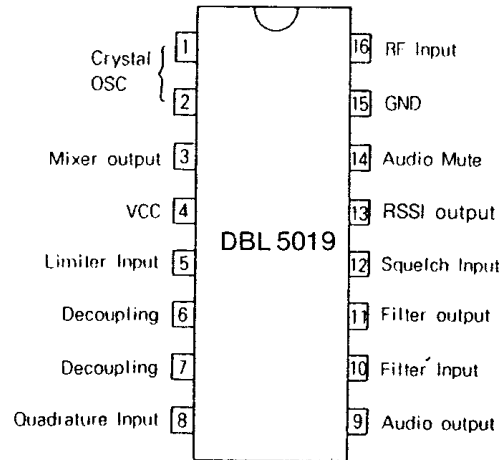 Crystal OSC
1
2
Mixer output 3
VCC 4
Limiter Input 5
Decoupling 6
Decoupling 7
Quadrature Input 8
DBL 5019
16 RF Input
15 GND
14 Audio Mute
13 RSSI output
12 Squelch Input
11 Filter output
10 Filter Input
9 Audio output